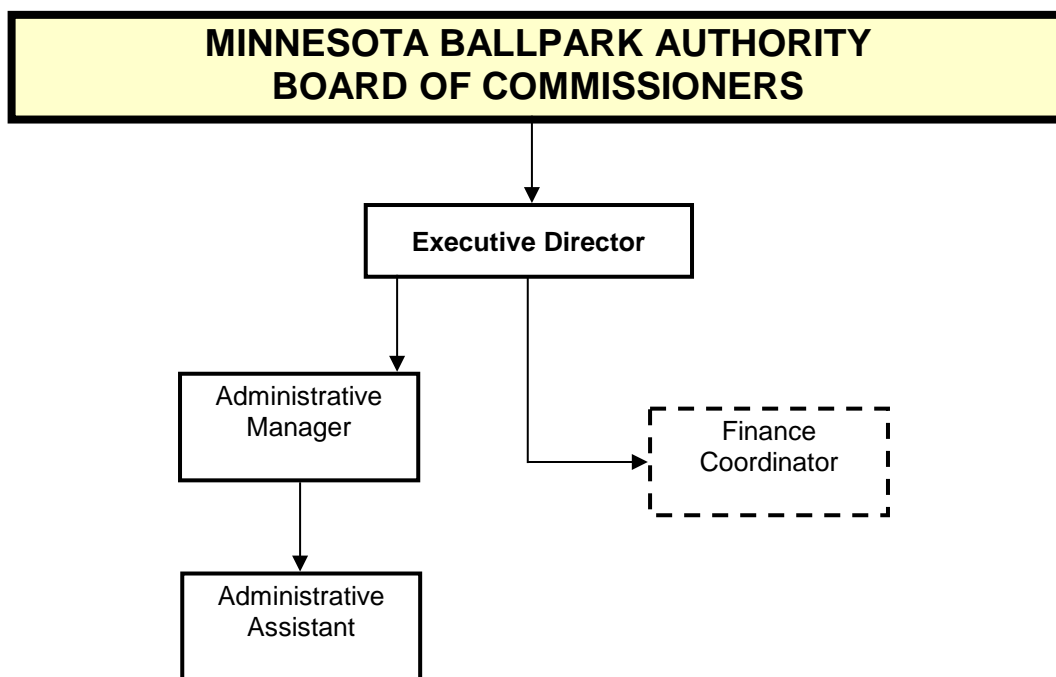 MINNESOTA BALLPARK AUTHORITY
BOARD OF COMMISSIONERS
Executive Director
Administrative
Manager
Finance
Coordinator
Administrative
Assistant